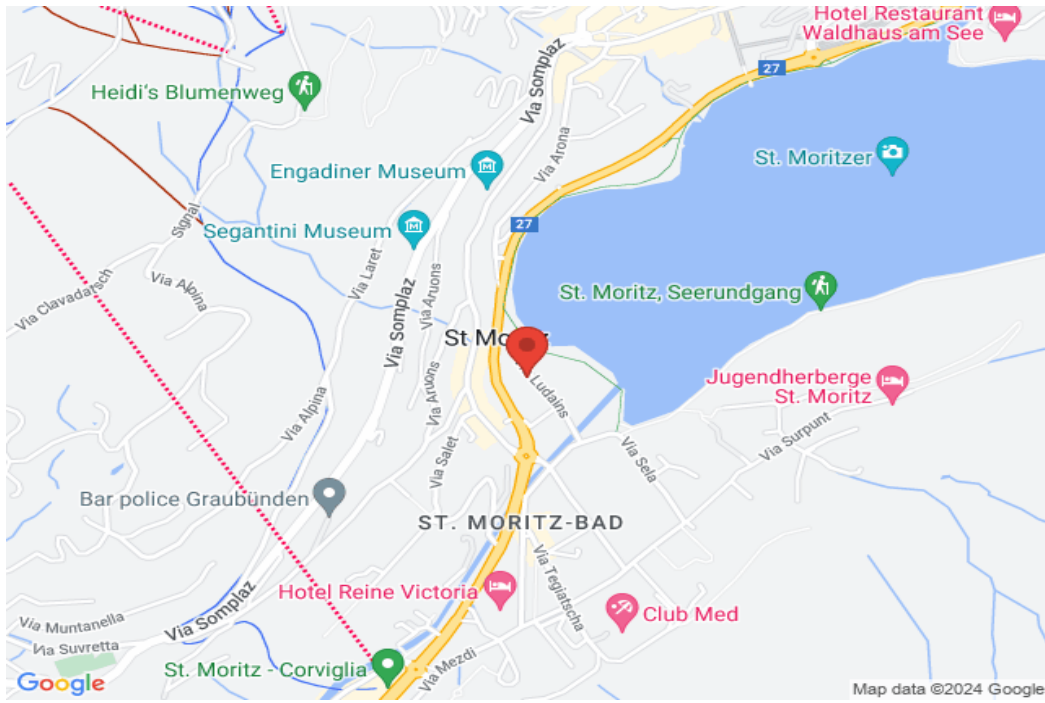 Hotel Restaurant
Waldhaus am See
27
Heidi's Blumenweg
Via Somplaz
Via Arona
St. Moritzer
Engadiner Museum
27
Segantini Museum
Signal
Via Laret
Via Clavadatsch
Via Alpina
Via Aruons
St. Moritz, Seerundgang
Via Somplaz
St Mo
Ludains
Jugendherberge
St. Moritz
Via Aruons
Via Alpina
Via Salet
Via Sela
Via Surpunt
Bar police Graubünden
ST. MORITZ-BAD
Via Tegiatscha
Hotel Reine Victoria
Club Med
Via Somplaz
Via Muntanella
Via Suvretta
St. Moritz - Corviglia
Via Mezdi
Google
Map data ©2024 Google